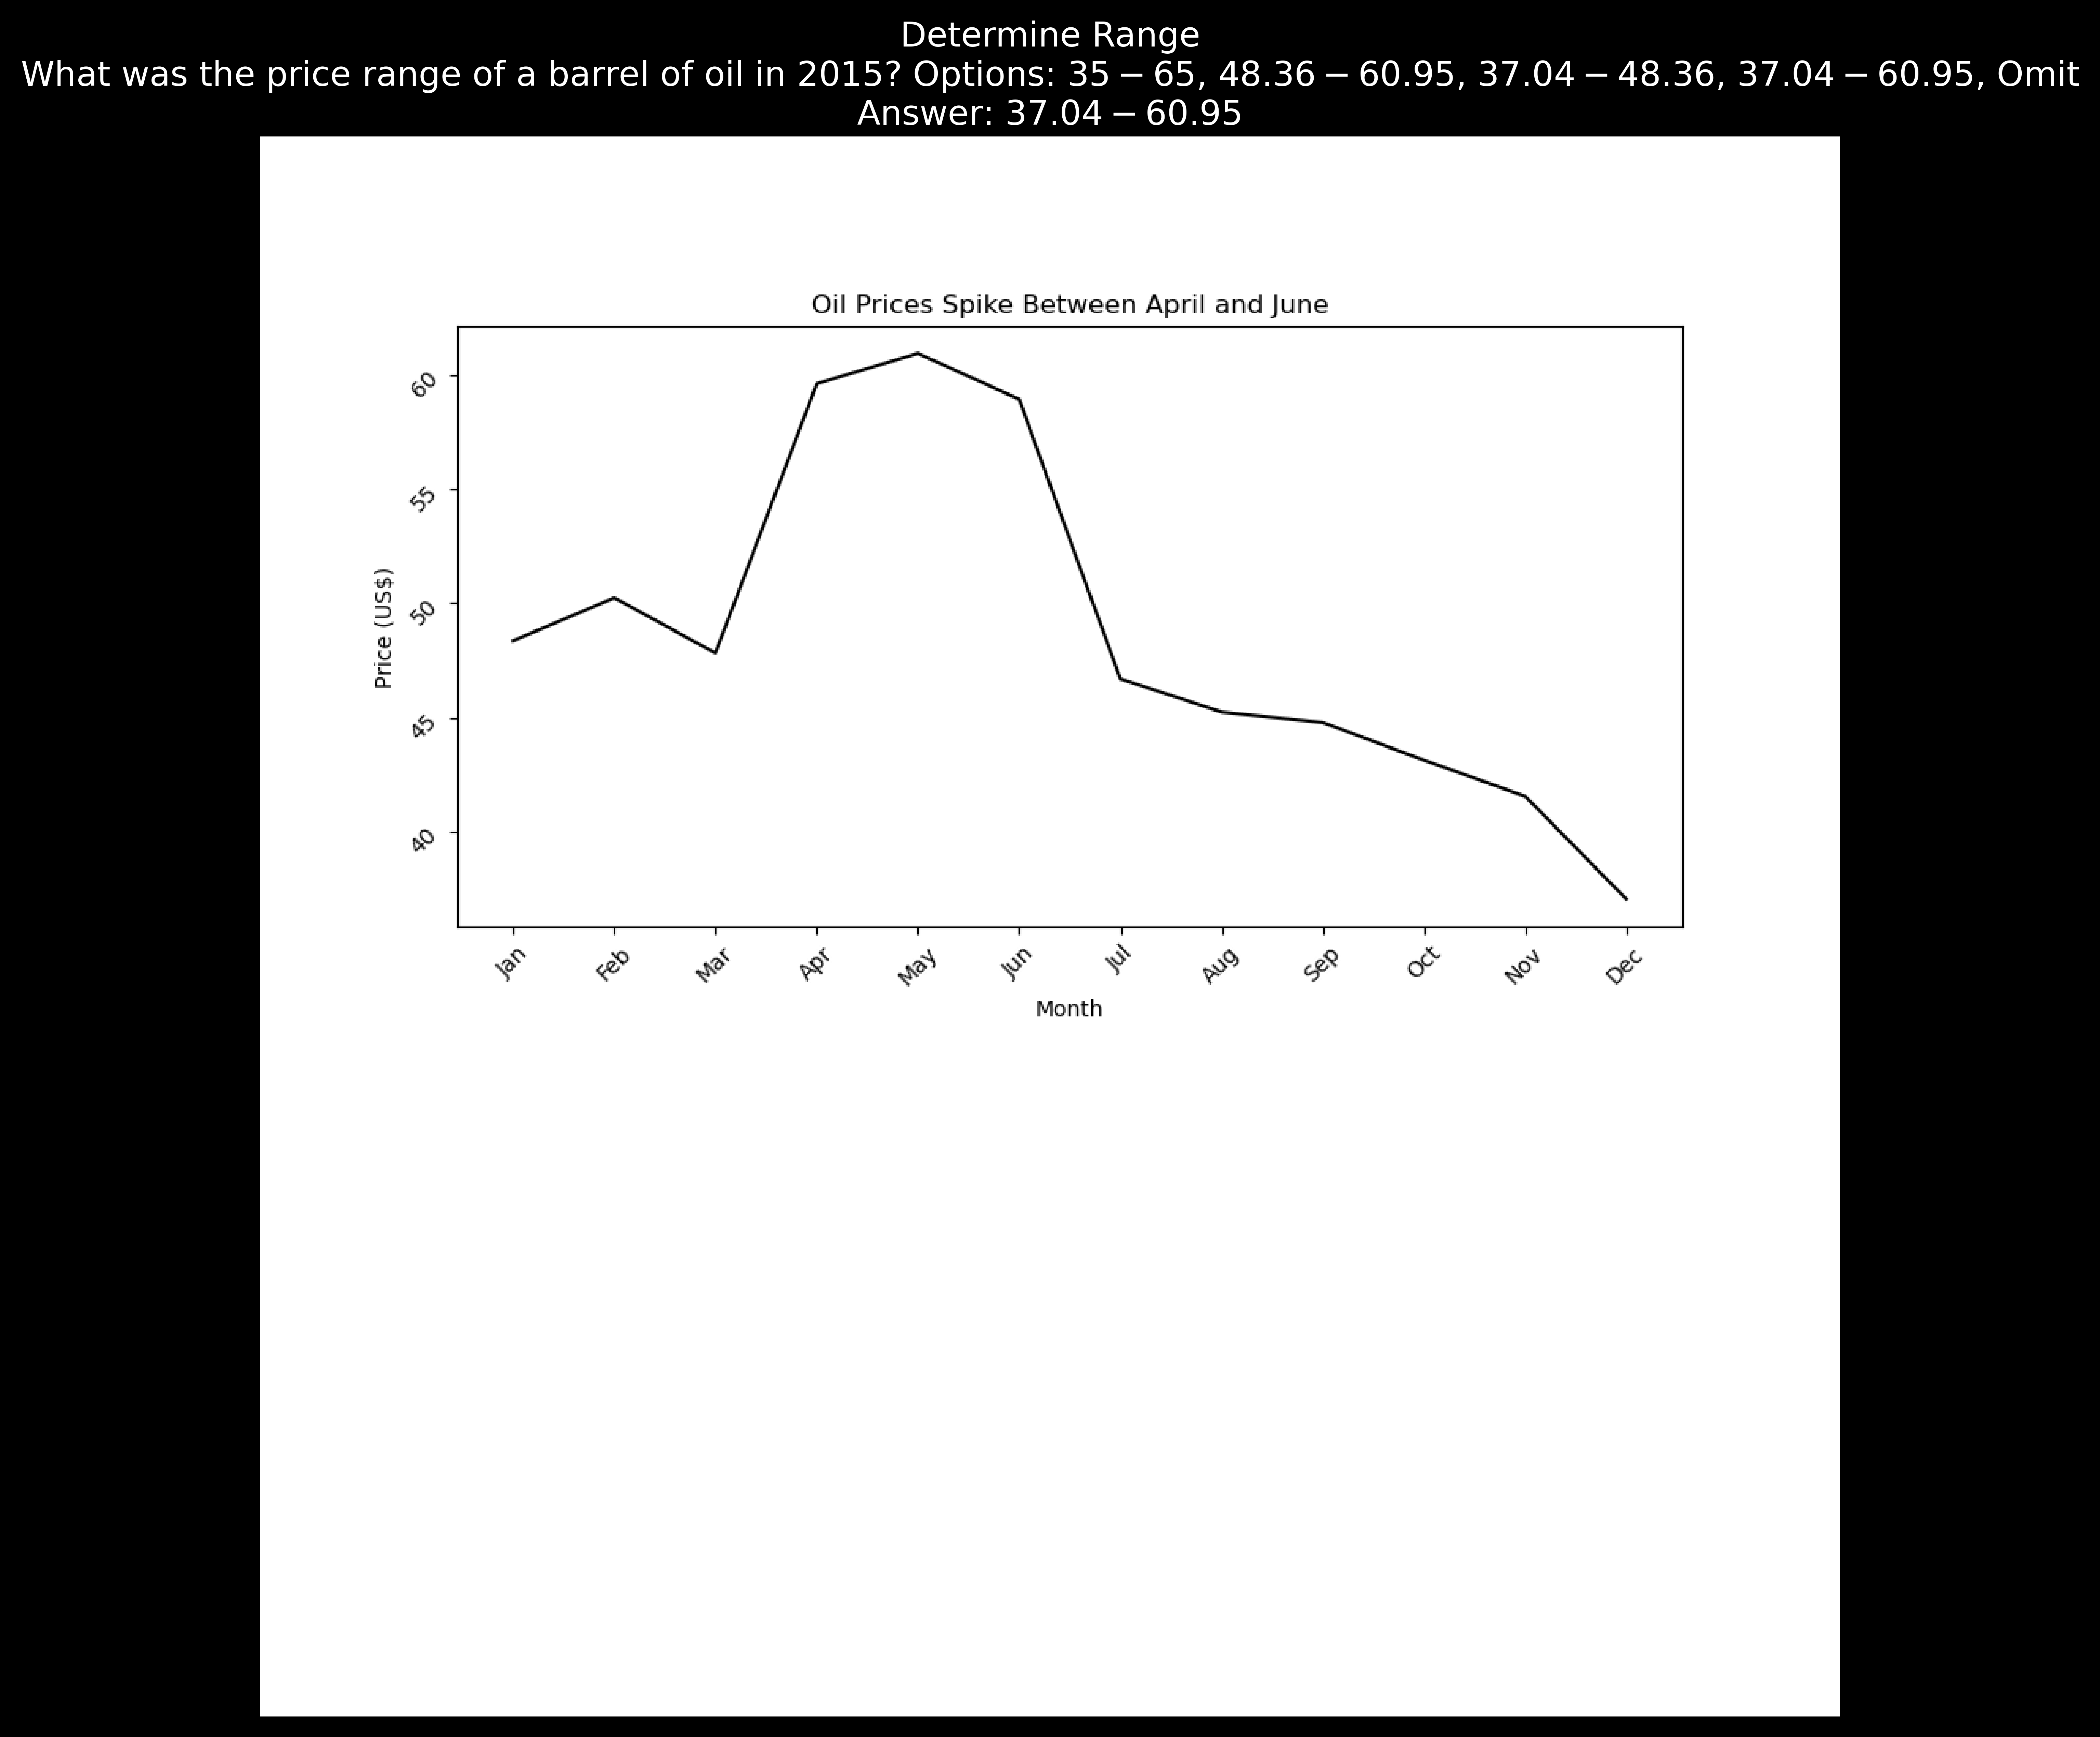 Determine Range
What was the price range of a barrel of oil in 2015? Options: 35 − 65, 48.36 − 60.95, 37.04 − 48.36, 37.04 − 60.95, Omit
Answer: 37.04 − 60.95
Oil Prices Spike Between April and June
Price (US$)
60
55
50
45
40
Jan Feb Mar Apr May Jun Jul Aug Sep Oct Nov Dec
Month